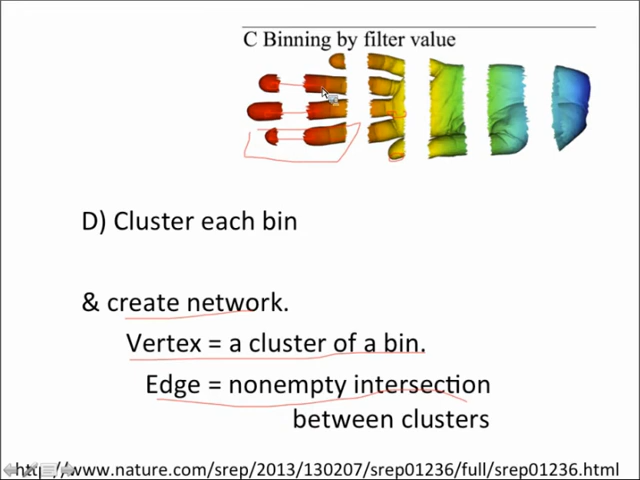 C Binning by filter value
D) Cluster each bin
& create network.
Vertex = a cluster of a bin.
Edge = nonempty intersection
between clusters
http://www.nature.com/srep/2013/130207/srep01236/full/srep01236.html